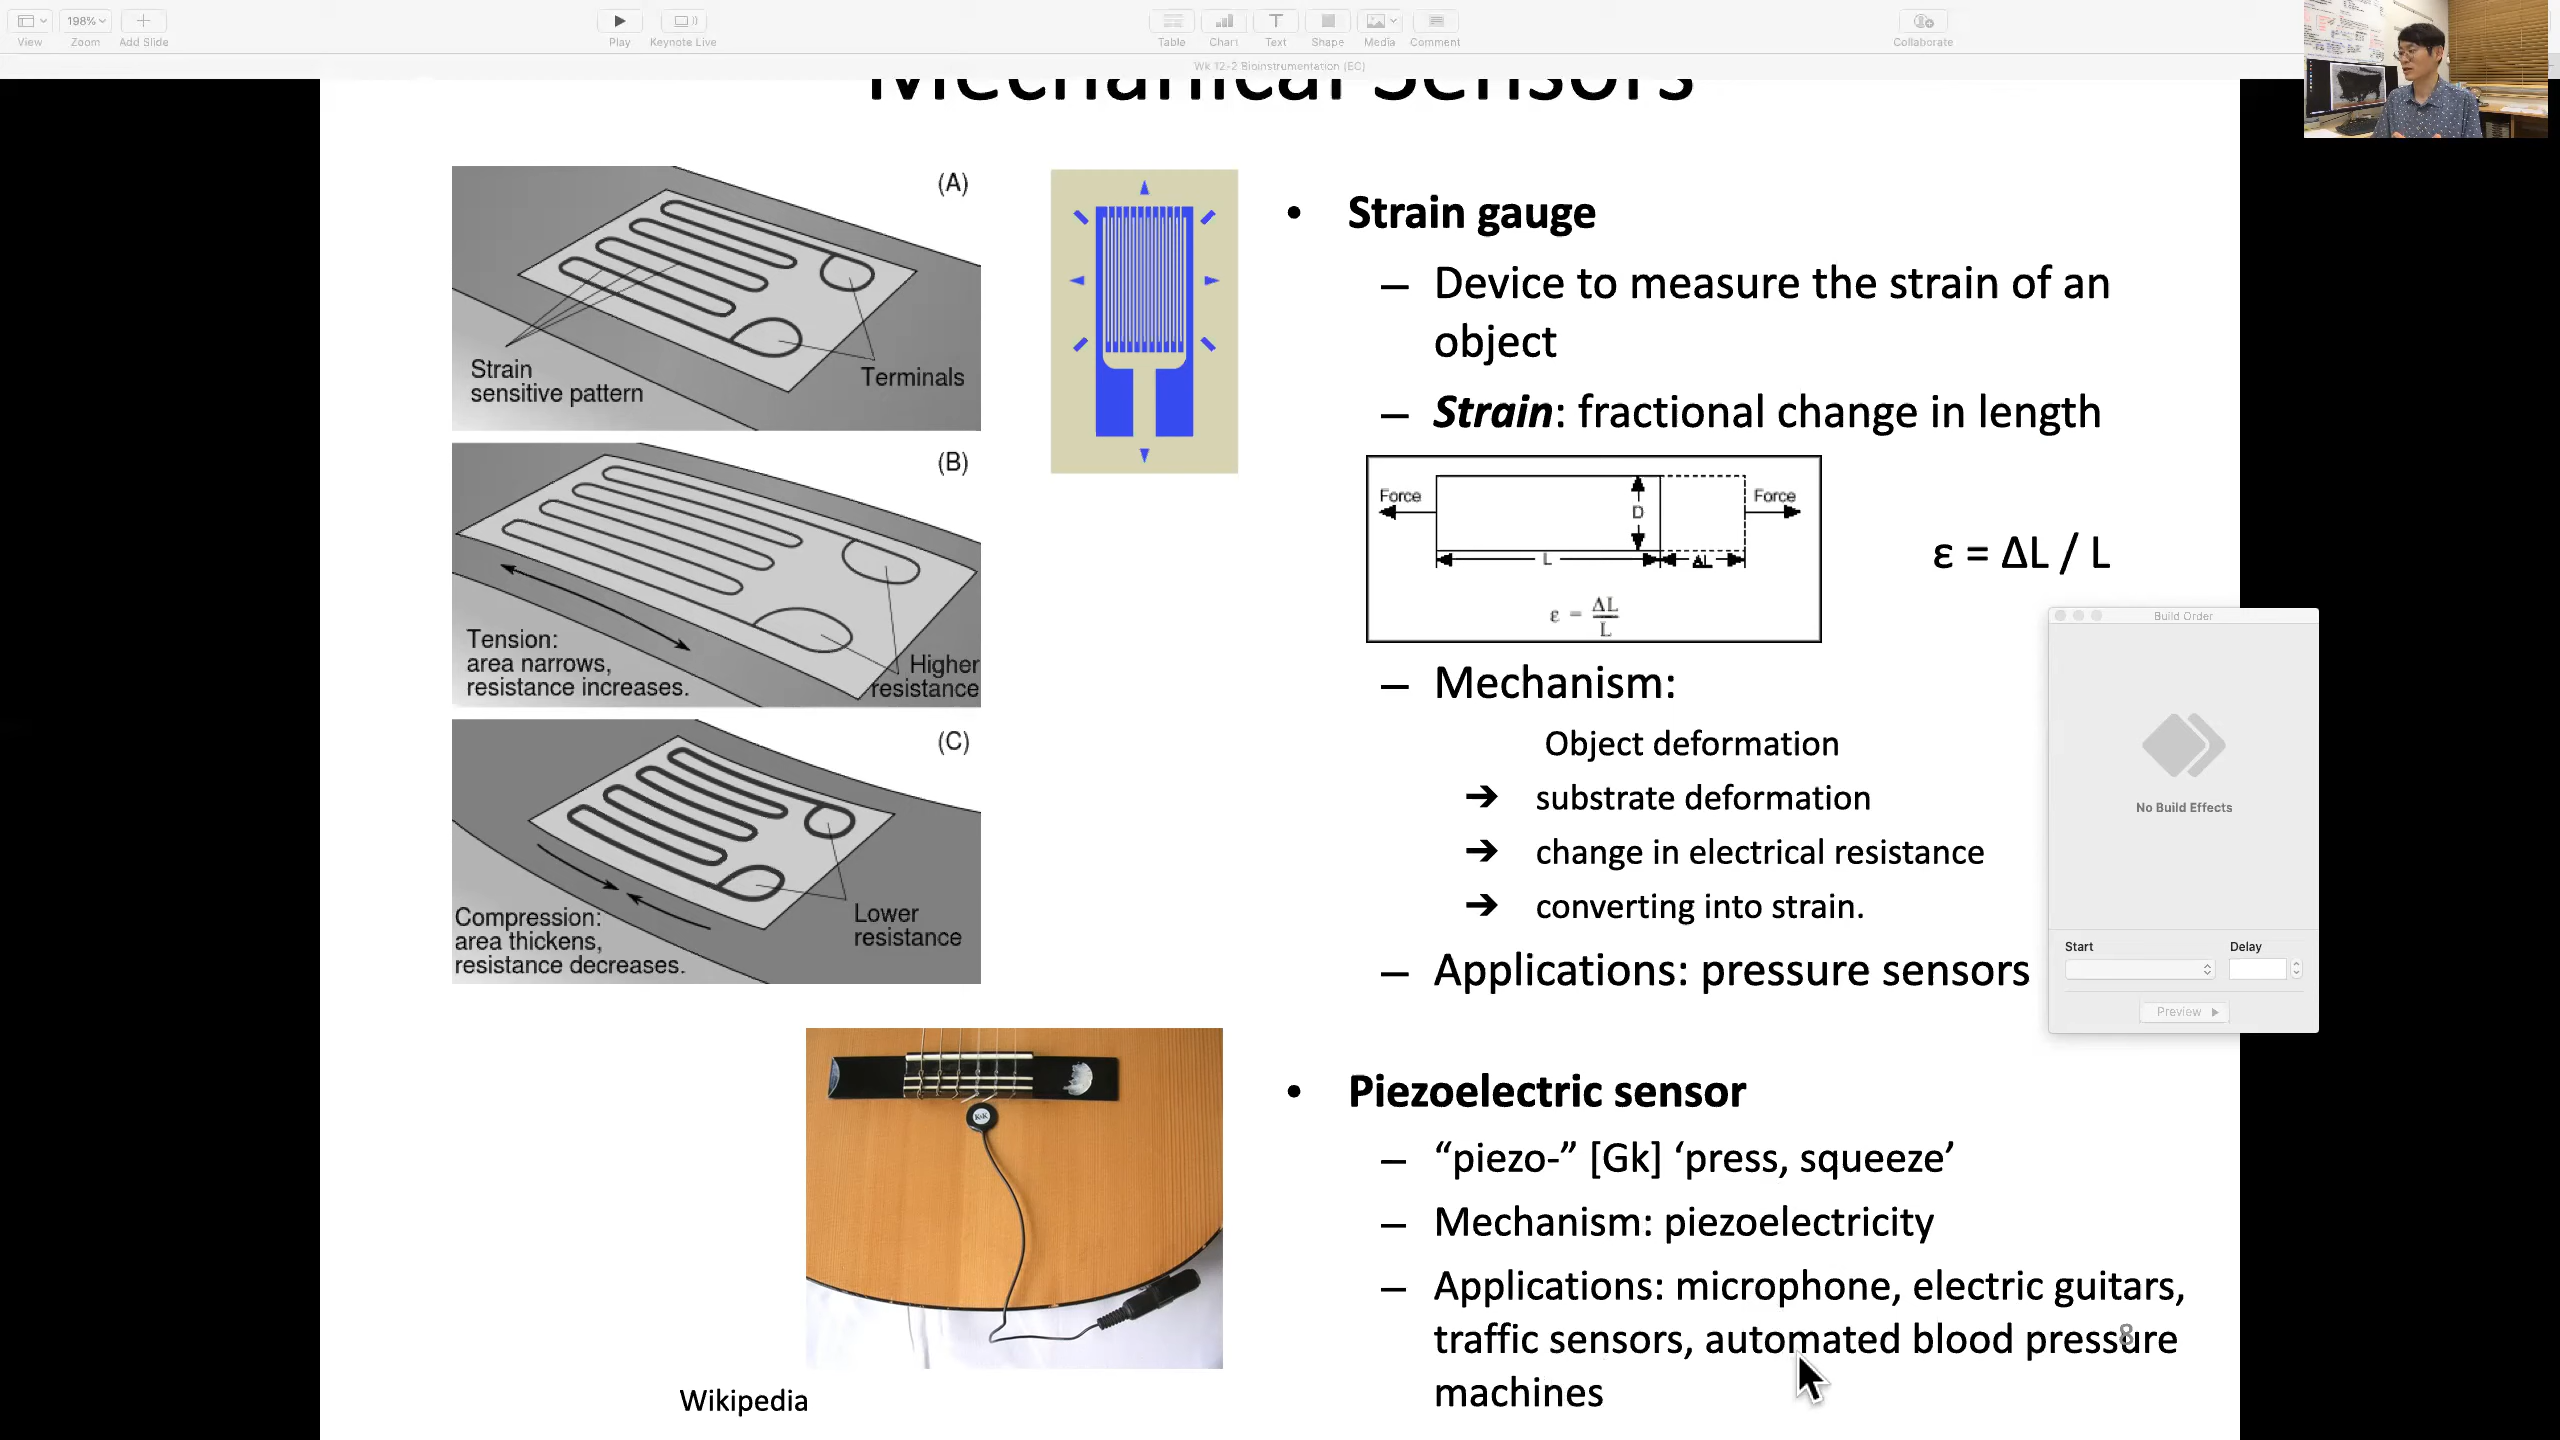 View
198%
Zoom
Add Slide
Play
Keynote Live
Table
Chart
Text
Shape
Media
Comment
Collaborate
Wk 12-2 Bioinstrumentation (EC)
Mechanical Sensors
(A)
Strain
sensitive pattern
Terminals
(B)
Tension:
area narrows,
resistance increases.
Higher
resistance
(C)
Compression:
area thickens,
resistance decreases.
Lower
resistance
• Strain gauge
– Device to measure the strain of an
object
– Strain: fractional change in length
Force
D
Force
L
ΔL
ε = ΔL / L
ε = ΔL / L
– Mechanism:
Object deformation
➔ substrate deformation
➔ change in electrical resistance
➔ converting into strain.
– Applications: pressure sensors
Build Order
No Build Effects
Start
Delay
Preview
K&K
• Piezoelectric sensor
– “piezo-” [Gk] ‘press, squeeze’
– Mechanism: piezoelectricity
– Applications: microphone, electric guitars,
traffic sensors, automated blood pressure
machines
8
Wikipedia